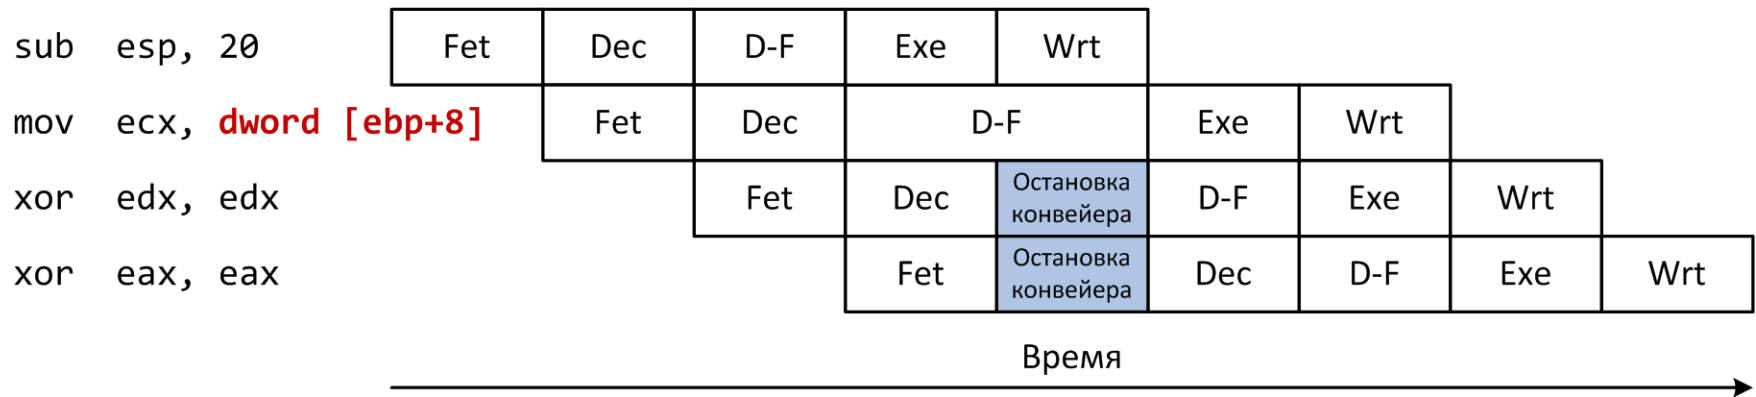 sub esp, 20 Fet Dec D-F Exe Wrt
mov ecx, dword [ebp+8] Fet Dec D-F Exe Wrt
xor edx, edx Fet Dec Остановка конвейера D-F Exe Wrt
xor eax, eax Fet Остановка конвейера Dec D-F Exe Wrt
Время